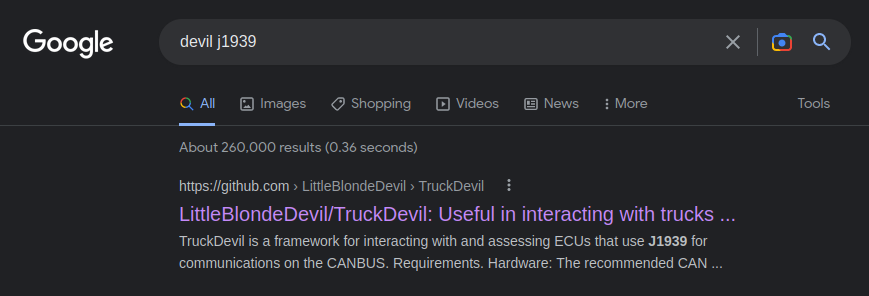 Google
devil j1939
All Images Shopping Videos News More Tools
About 260,000 results (0.36 seconds)
https://github.com › LittleBlondeDevil › TruckDevil
LittleBlondeDevil/TruckDevil: Useful in interacting with trucks ...
TruckDevil is a framework for interacting with and assessing ECUs that use J1939 for
communications on the CANBUS. Requirements. Hardware: The recommended CAN ...